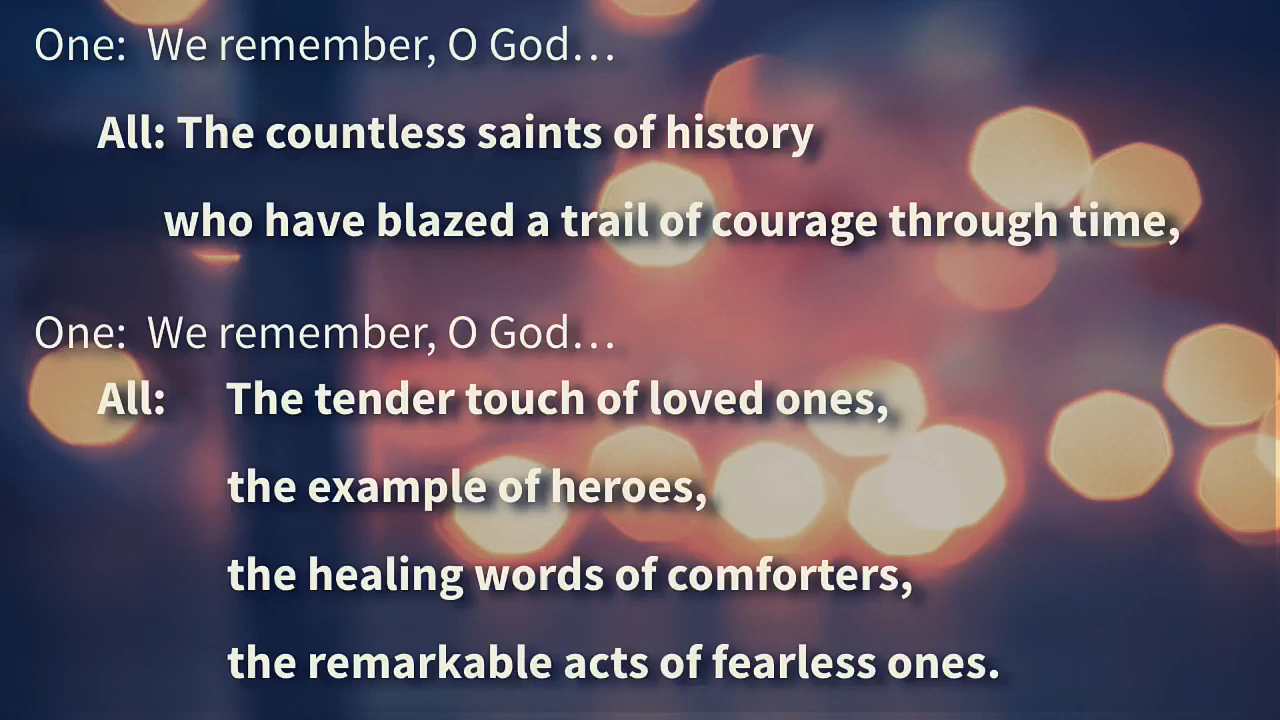 One: We remember, O God…
All: The countless saints of history
who have blazed a trail of courage through time,
One: We remember, O God…
All: The tender touch of loved ones,
the example of heroes,
the healing words of comforters,
the remarkable acts of fearless ones.